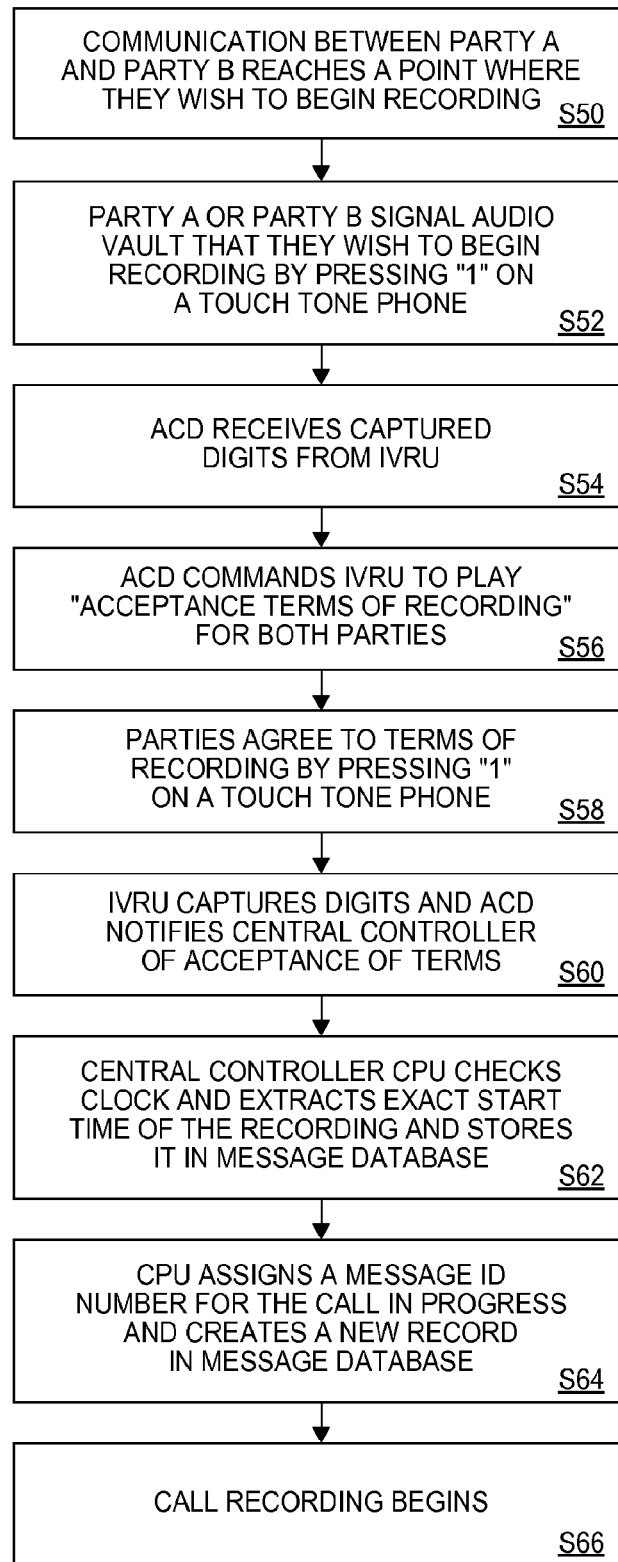 COMMUNICATION BETWEEN PARTY A
AND PARTY B REACHES A POINT WHERE
THEY WISH TO BEGIN RECORDING
S50
PARTY A OR PARTY B SIGNAL AUDIO
VAULT THAT THEY WISH TO BEGIN
RECORDING BY PRESSING "1" ON
A TOUCH TONE PHONE
S52
ACD RECEIVES CAPTURED
DIGITS FROM IVRU
S54
ACD COMMANDS IVRU TO PLAY
"ACCEPTANCE TERMS OF RECORDING"
FOR BOTH PARTIES
S56
PARTIES AGREE TO TERMS OF
RECORDING BY PRESSING "1"
ON A TOUCH TONE PHONE
S58
IVRU CAPTURES DIGITS AND ACD
NOTIFIES CENTRAL CONTROLLER
OF ACCEPTANCE OF TERMS
S60
CENTRAL CONTROLLER CPU CHECKS
CLOCK AND EXTRACTS EXACT START
TIME OF THE RECORDING AND STORES
IT IN MESSAGE DATABASE
S62
CPU ASSIGNS A MESSAGE ID
NUMBER FOR THE CALL IN PROGRESS
AND CREATES A NEW RECORD
IN MESSAGE DATABASE
S64
CALL RECORDING BEGINS
S66